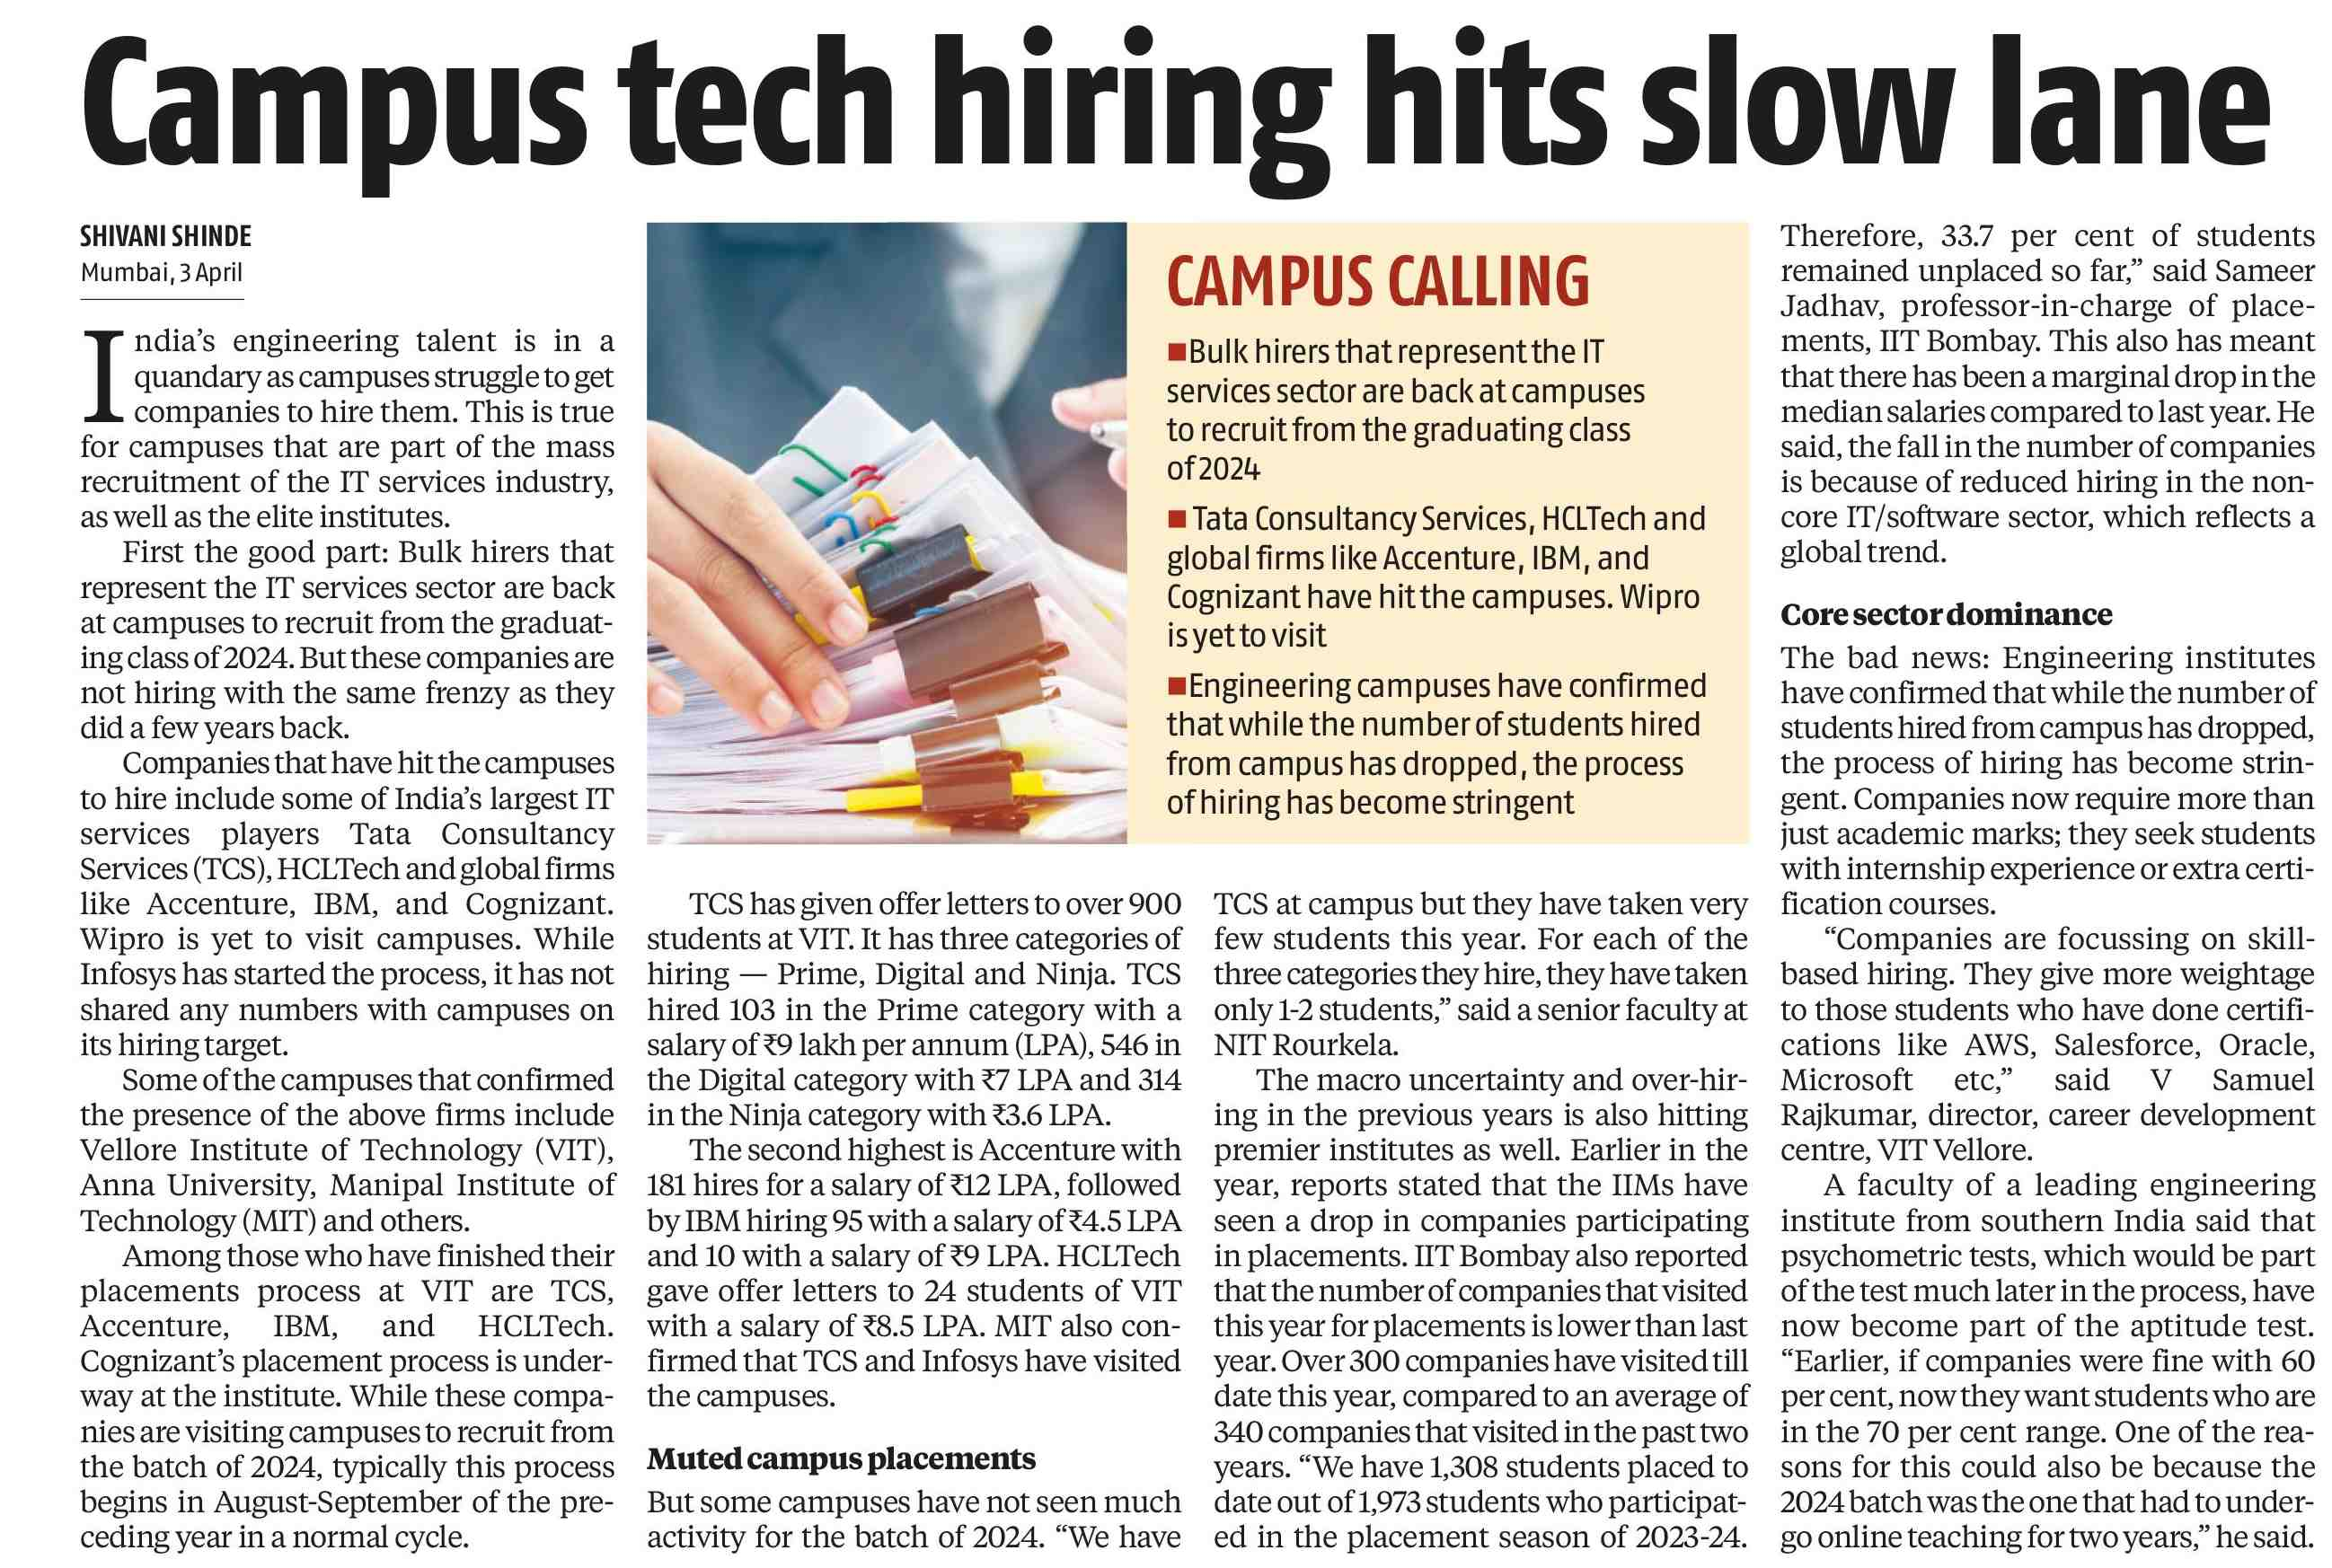 Campus tech hiring hits slow lane
SHIVANI SHINDE
Mumbai, 3 April
India’s engineering talent is in a
quandary as campuses struggle to get
companies to hire them. This is true
for campuses that are part of the mass
recruitment of the IT services industry,
as well as the elite institutes.
First the good part: Bulk hirers that
represent the IT services sector are back
at campuses to recruit from the graduat-
ing class of 2024. But these companies are
not hiring with the same frenzy as they
did a few years back.
Companies that have hit the campuses
to hire include some of India’s largest IT
services players Tata Consultancy
Services (TCS), HCLTech and global firms
like Accenture, IBM, and Cognizant.
Wipro is yet to visit campuses. While
Infosys has started the process, it has not
shared any numbers with campuses on
its hiring target.
Some of the campuses that confirmed
the presence of the above firms include
Vellore Institute of Technology (VIT),
Anna University, Manipal Institute of
Technology (MIT) and others.
Among those who have finished their
placements process at VIT are TCS,
Accenture, IBM, and HCLTech.
Cognizant’s placement process is under-
way at the institute. While these compa-
nies are visiting campuses to recruit from
the batch of 2024, typically this process
begins in August-September of the pre-
ceding year in a normal cycle.
CAMPUS CALLING
■Bulk hirers that represent the IT
services sector are back at campuses
to recruit from the graduating class
of 2024
■ Tata Consultancy Services, HCLTech and
global firms like Accenture, IBM, and
Cognizant have hit the campuses. Wipro
is yet to visit
■Engineering campuses have confirmed
that while the number of students hired
from campus has dropped, the process
of hiring has become stringent
TCS has given offer letters to over 900
students at VIT. It has three categories of
hiring — Prime, Digital and Ninja. TCS
hired 103 in the Prime category with a
salary of ₹9 lakh per annum (LPA), 546 in
the Digital category with ₹7 LPA and 314
in the Ninja category with ₹3.6 LPA.
The second highest is Accenture with
181 hires for a salary of ₹12 LPA, followed
by IBM hiring 95 with a salary of ₹4.5 LPA
and 10 with a salary of ₹9 LPA. HCLTech
gave offer letters to 24 students of VIT
with a salary of ₹8.5 LPA. MIT also con-
firmed that TCS and Infosys have visited
the campuses.
Muted campus placements
But some campuses have not seen much
activity for the batch of 2024. “We have
TCS at campus but they have taken very
few students this year. For each of the
three categories they hire, they have taken
only 1-2 students,” said a senior faculty at
NIT Rourkela.
The macro uncertainty and over-hir-
ing in the previous years is also hitting
premier institutes as well. Earlier in the
year, reports stated that the IIMs have
seen a drop in companies participating
in placements. IIT Bombay also reported
that the number of companies that visited
this year for placements is lower than last
year. Over 300 companies have visited till
date this year, compared to an average of
340 companies that visited in the past two
years. “We have 1,308 students placed to
date out of 1,973 students who participat-
ed in the placement season of 2023-24.
Therefore, 33.7 per cent of students
remained unplaced so far,” said Sameer
Jadhav, professor-in-charge of place-
ments, IIT Bombay. This also has meant
that there has been a marginal drop in the
median salaries compared to last year. He
said, the fall in the number of companies
is because of reduced hiring in the non-
core IT/software sector, which reflects a
global trend.
Core sector dominance
The bad news: Engineering institutes
have confirmed that while the number of
students hired from campus has dropped,
the process of hiring has become strin-
gent. Companies now require more than
just academic marks; they seek students
with internship experience or extra certi-
fication courses.
“Companies are focussing on skill-
based hiring. They give more weightage
to those students who have done certifi-
cations like AWS, Salesforce, Oracle,
Microsoft etc,” said V Samuel
Rajkumar, director, career development
centre, VIT Vellore.
A faculty of a leading engineering
institute from southern India said that
psychometric tests, which would be part
of the test much later in the process, have
now become part of the aptitude test.
“Earlier, if companies were fine with 60
per cent, now they want students who are
in the 70 per cent range. One of the rea-
sons for this could also be because the
2024 batch was the one that had to under-
go online teaching for two years,” he said.